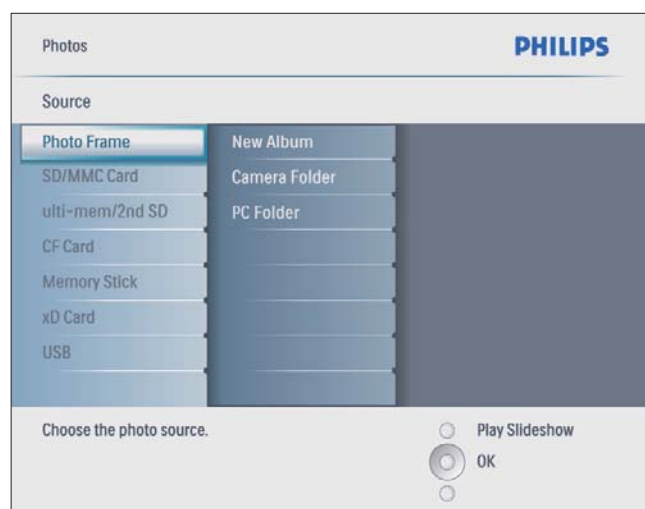 Photos
PHILIPS
Source
Photo Frame
SD/MMC Card
ulti-mem/2nd SD
CF Card
Memory Stick
xD Card
USB
New Album
Camera Folder
PC Folder
Choose the photo source.
Play Slideshow
OK